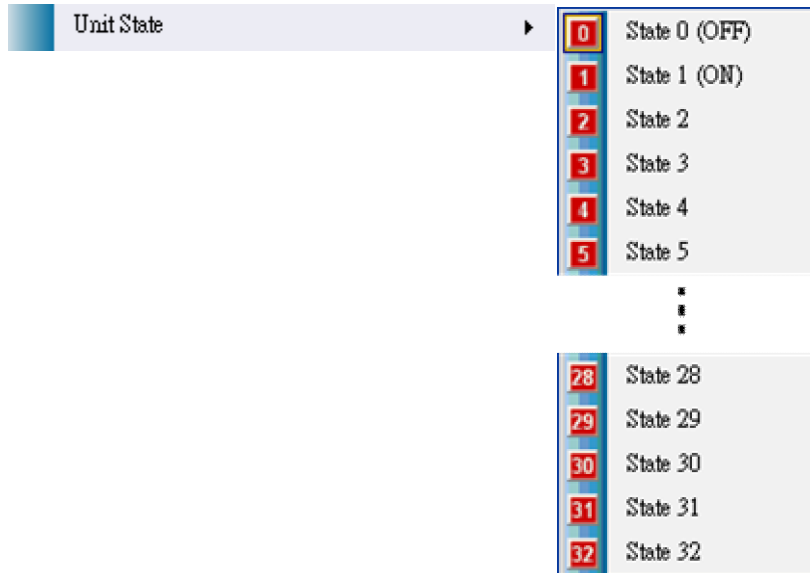 Unit State
0 State 0 (OFF)
1 State 1 (ON)
2 State 2
3 State 3
4 State 4
5 State 5
28 State 28
29 State 29
30 State 30
31 State 31
32 State 32